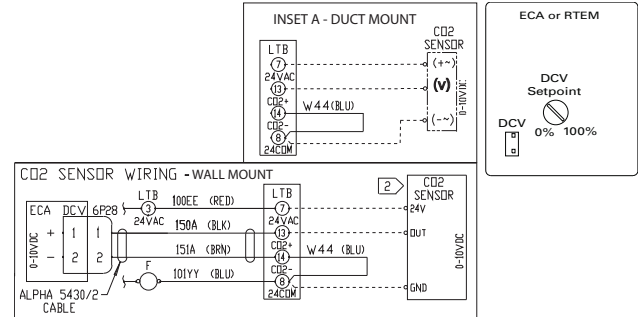 INSET A - DUCT MOUNT
LTB
7
24VAC
13
CO2+
14
CO2-
8
24COM
W44(BLU)
CO2
SENSOR
(+~)
(v)
(-~)
0-10VDC
ECA or RTEM
DCV
Setpoint
DCV
0% 100%
CO2 SENSOR WIRING - WALL MOUNT
ECA DCV 6P28
+ 1 1
- 2 2
0-10VDC
LTB
3
24VAC
100EE (RED)
150A (BLK)
151A (BRN)
F
101YY (BLU)
ALPHA 5430/2
CABLE
LTB
7
24VAC
13
CO2+
14
CO2-
8
24COM
W44 (BLU)
2
CO2
SENSOR
24V
OUT
GND
0-10VDC